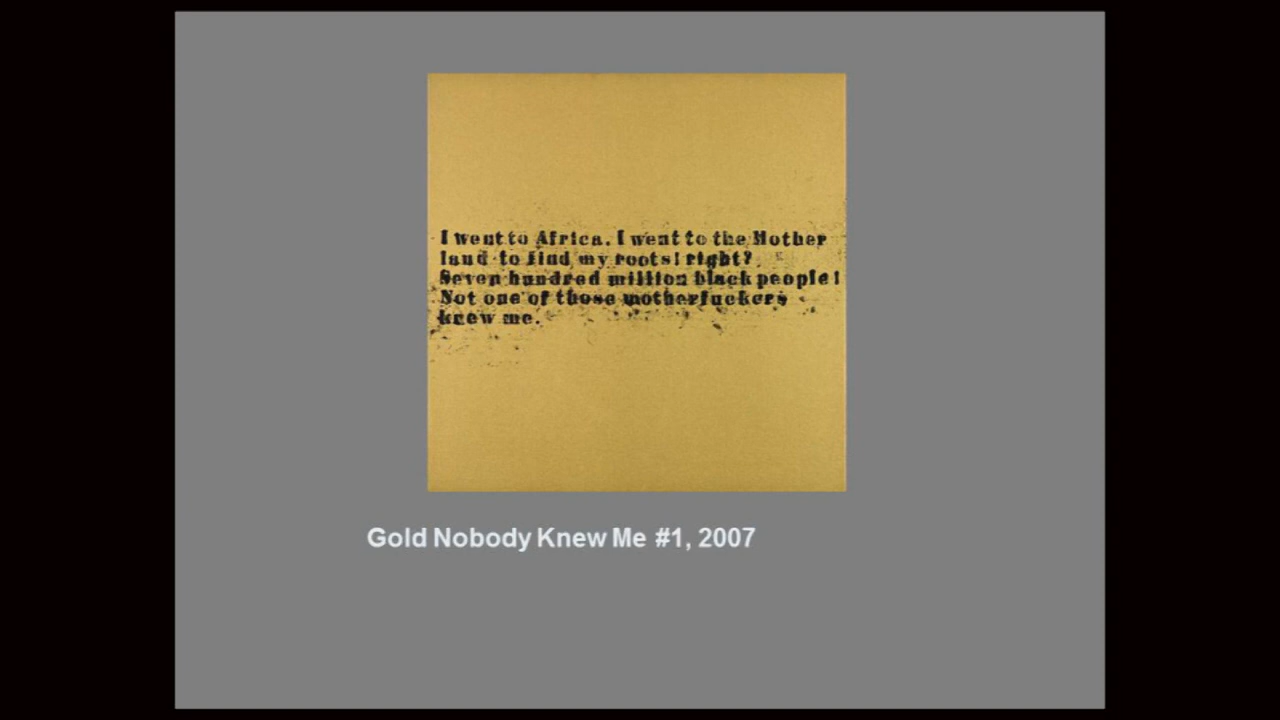 I went to Africa. I went to the Mother
land to find my roots! right?
Seven hundred million black people!
Not one of those motherfuckers
knew me.
Gold Nobody Knew Me #1, 2007